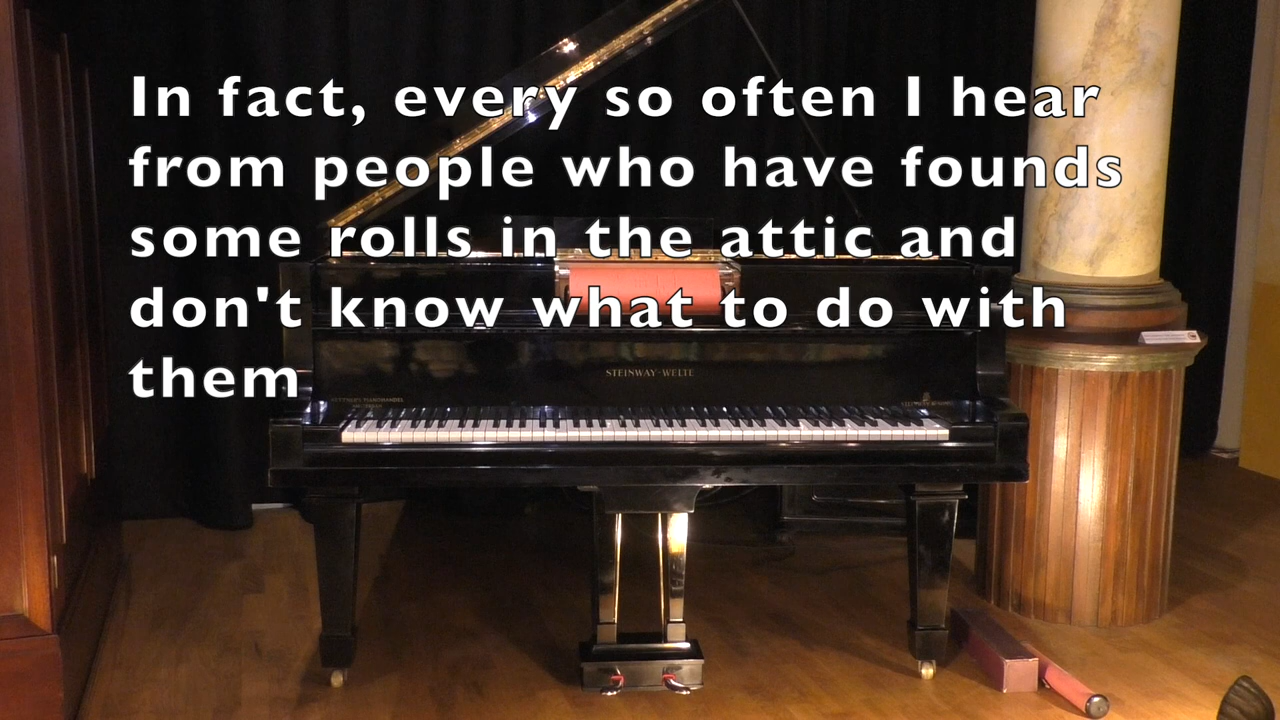 In fact, every so often I hear
from people who have founds
some rolls in the attic and
don't know what to do with
them
STEINWAY-WELTE